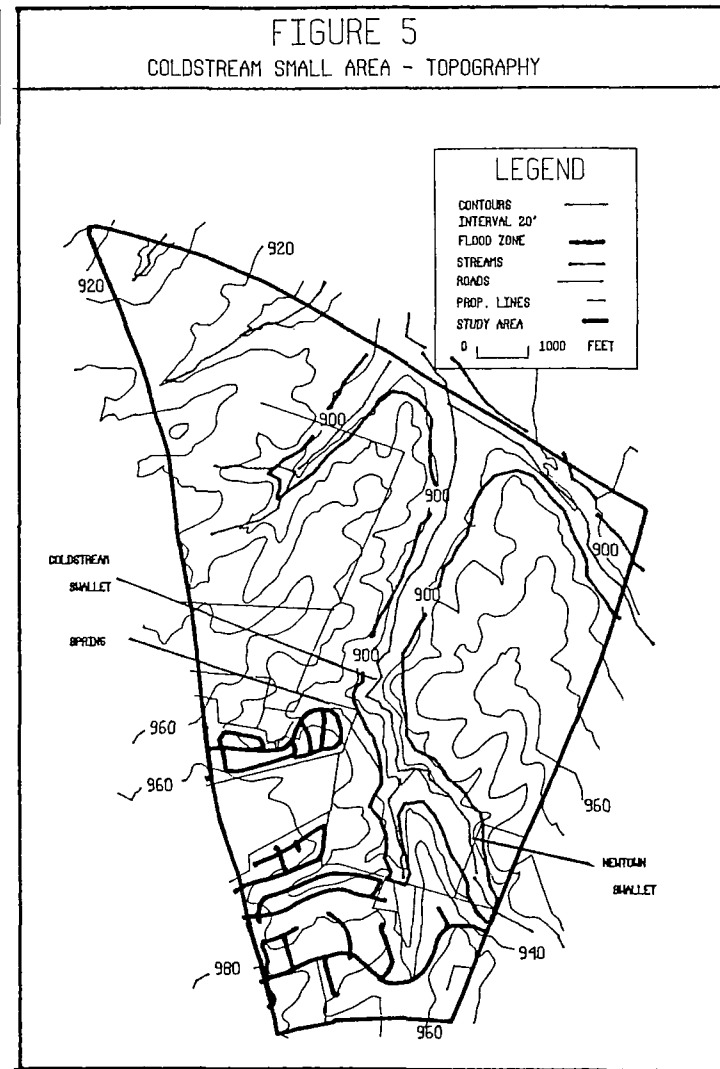 FIGURE 5
COLDSTREAM SMALL AREA - TOPOGRAPHY
LEGEND
CONTOURS
INTERVAL 20'
FLOOD ZONE
STREAMS
ROADS
PROP. LINES
STUDY AREA
0 1000 FEET
920
920
900
900
900
900
COLDSTREAM
SWALLET
SPRING
900
960
960
960
NEWTOWN
SWALLET
940
980
960